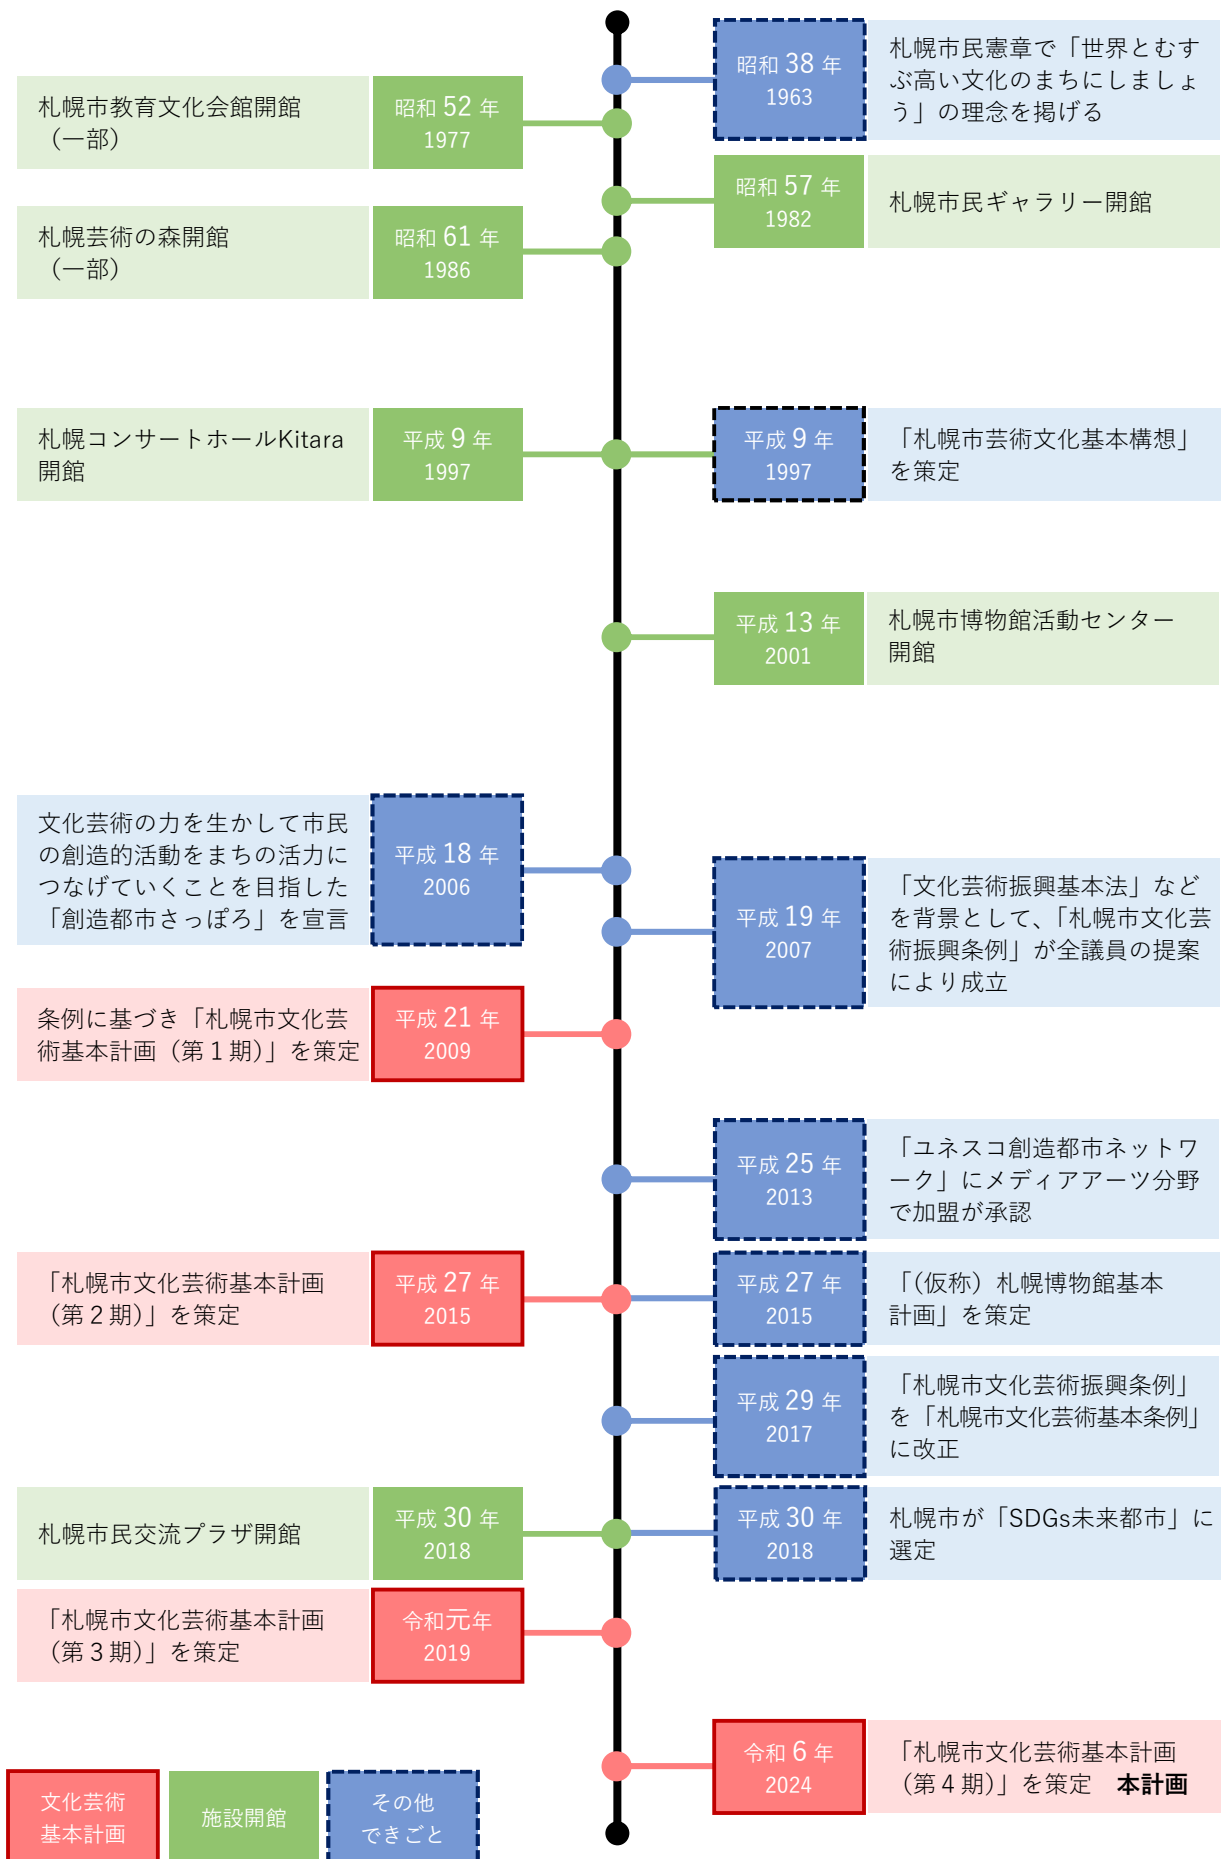 昭和 38 年
1963
札幌市民憲章で「世界とむす
ぶ高い文化のまちにしましょ
う」の理念を掲げる
札幌市教育文化会館開館
（一部）
昭和 52 年
1977
昭和 57 年
1982
札幌市民ギャラリー開館
札幌芸術の森開館
（一部）
昭和 61 年
1986
札幌コンサートホールKitara
開館
平成 9 年
1997
平成 9 年
1997
「札幌市芸術文化基本構想」
を策定
平成 13 年
2001
札幌市博物館活動センター
開館
文化芸術の力を生かして市民
の創造的活動をまちの活力に
つなげていくことを目指した
「創造都市さっぽろ」を宣言
平成 18 年
2006
平成 19 年
2007
「文化芸術振興基本法」など
を背景として、「札幌市文化芸
術振興条例」が全議員の提案
により成立
条例に基づき「札幌市文化芸
術基本計画（第１期)」を策定
平成 21 年
2009
平成 25 年
2013
「ユネスコ創造都市ネットワ
ーク」にメディアアーツ分野
で加盟が承認
「札幌市文化芸術基本計画
（第２期)」を策定
平成 27 年
2015
平成 27 年
2015
「(仮称）札幌博物館基本
計画」を策定
平成 29 年
2017
「札幌市文化芸術振興条例」
を「札幌市文化芸術基本条例」
に改正
札幌市民交流プラザ開館
平成 30 年
2018
平成 30 年
2018
札幌市が「SDGs未来都市」に
選定
「札幌市文化芸術基本計画
（第３期)」を策定
令和元年
2019
令和 6 年
2024
「札幌市文化芸術基本計画
（第４期)」を策定　本計画
文化芸術
基本計画
施設開館
その他
できごと